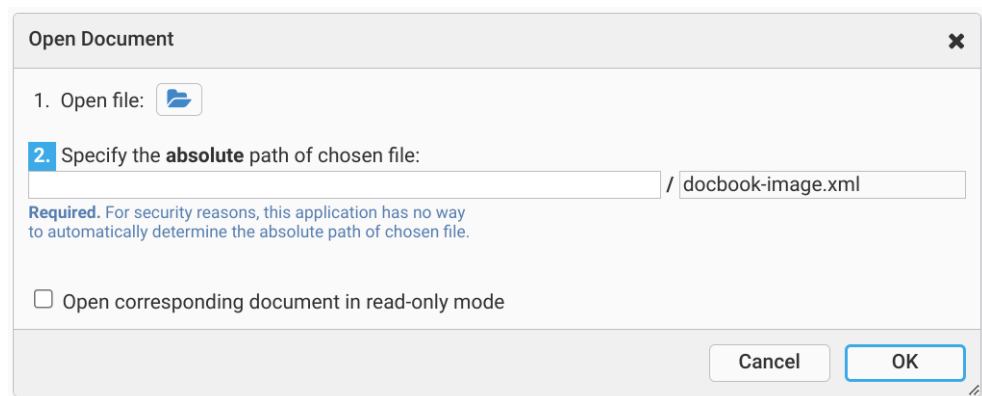 Open Document
1. Open file:
2. Specify the absolute path of chosen file:
/ docbook-image.xml
Required. For security reasons, this application has no way
to automatically determine the absolute path of chosen file.
Open corresponding document in read-only mode
Cancel OK